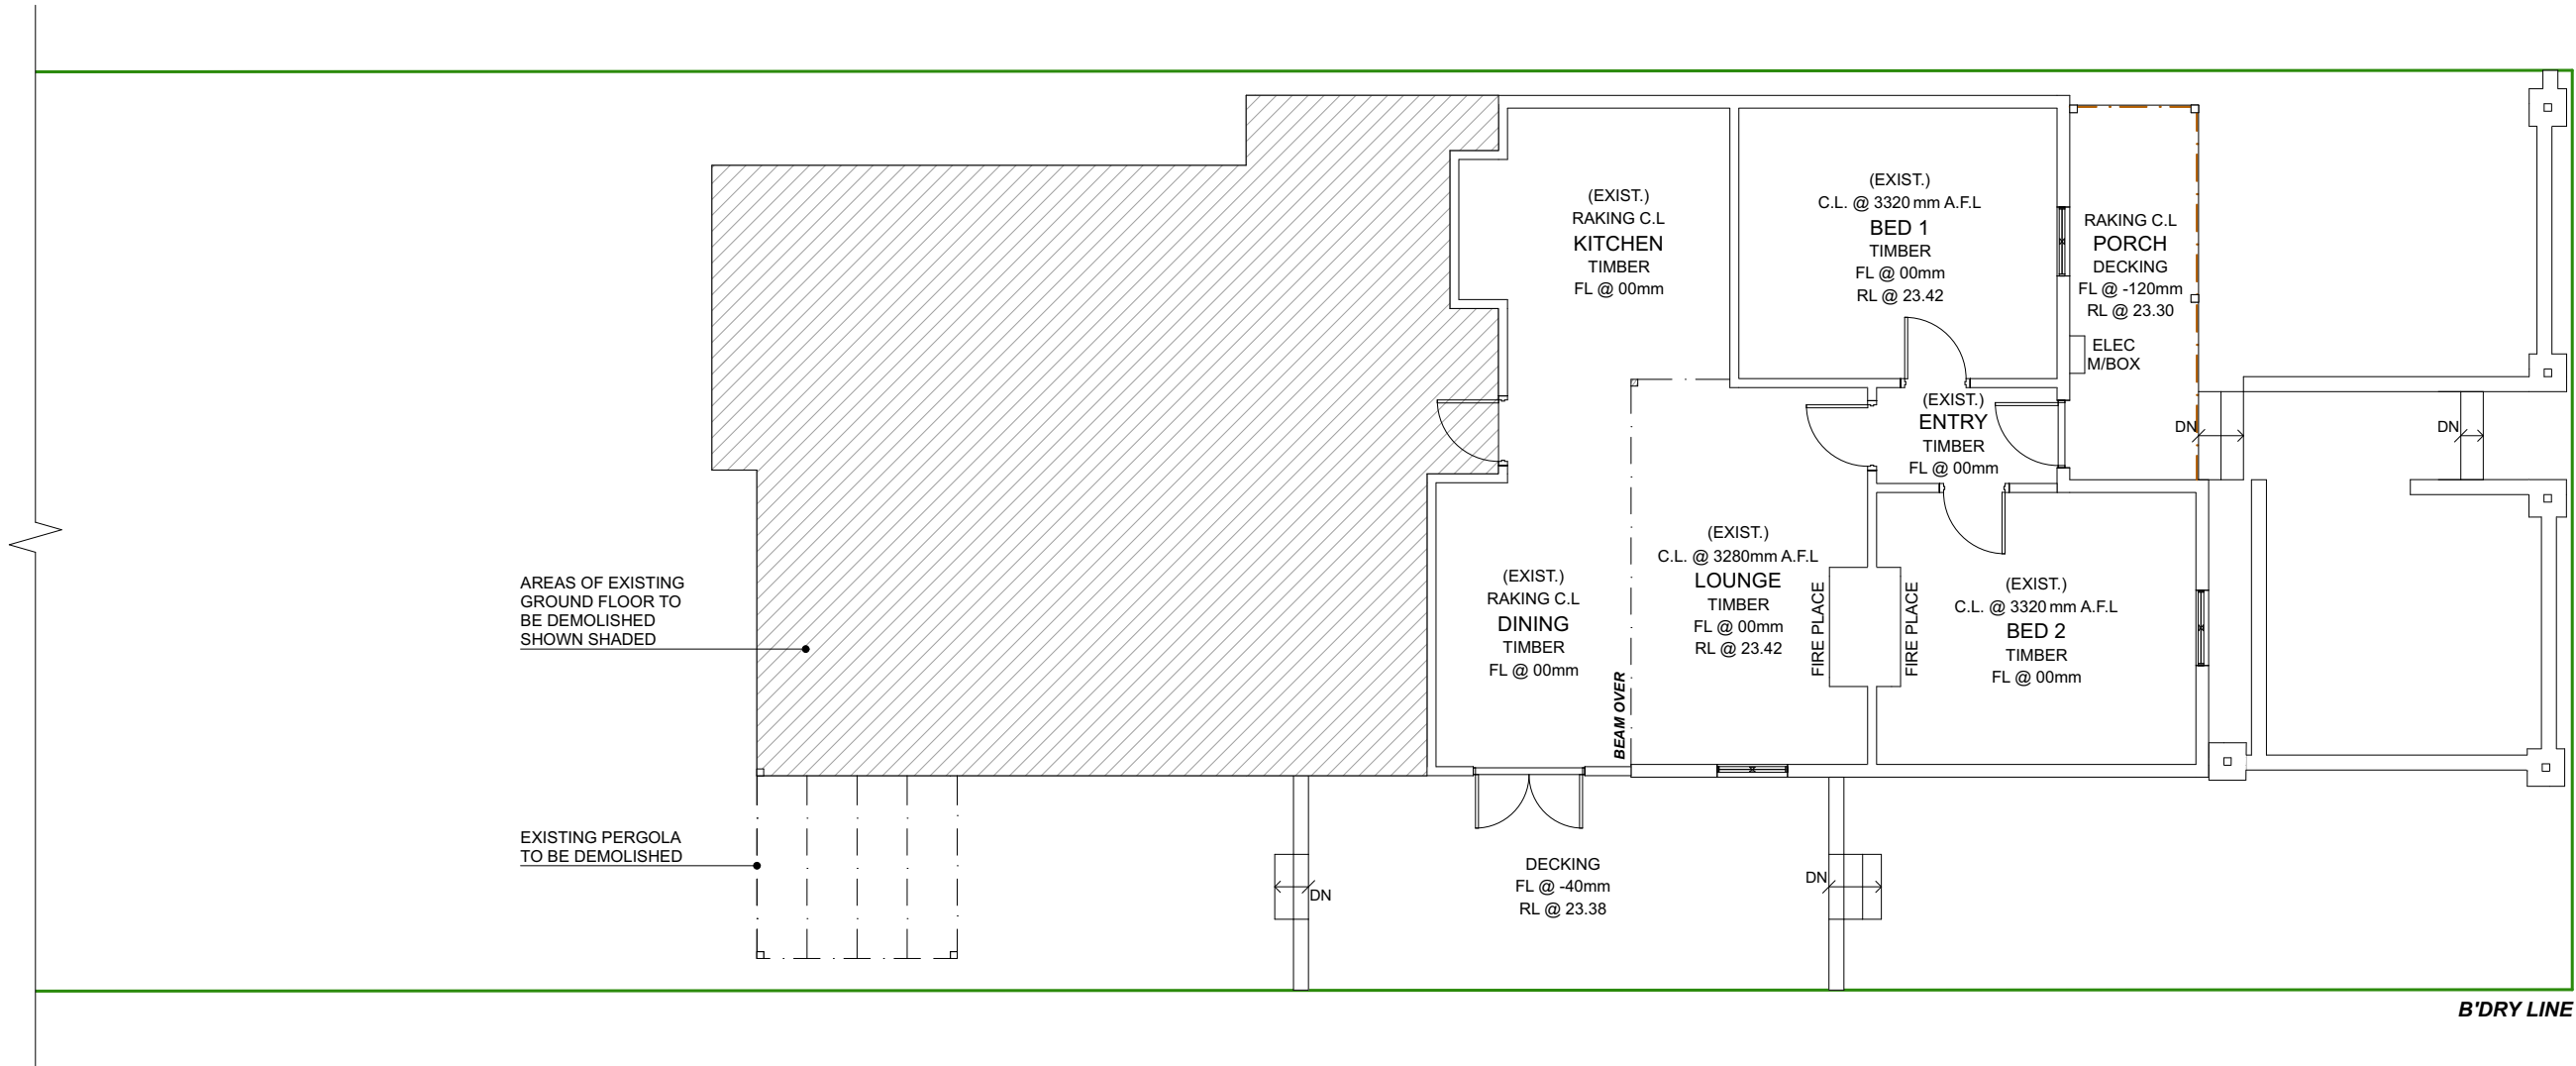 (EXIST.)
RAKING C.L
KITCHEN
TIMBER
FL @ 00mm
(EXIST.)
C.L. @ 3320 mm A.F.L
BED 1
TIMBER
FL @ 00mm
RL @ 23.42
RAKING C.L
PORCH
DECKING
FL @ -120mm
RL @ 23.30
ELEC
M/BOX
(EXIST.)
ENTRY
TIMBER
FL @ 00mm
DN
DN
AREAS OF EXISTING
GROUND FLOOR TO
BE DEMOLISHED
SHOWN SHADED
(EXIST.)
RAKING C.L
DINING
TIMBER
FL @ 00mm
BEAM OVER
(EXIST.)
C.L. @ 3280mm A.F.L
LOUNGE
TIMBER
FL @ 00mm
RL @ 23.42
FIRE PLACE
FIRE PLACE
(EXIST.)
C.L. @ 3320 mm A.F.L
BED 2
TIMBER
FL @ 00mm
EXISTING PERGOLA
TO BE DEMOLISHED
DN
DECKING
FL @ -40mm
RL @ 23.38
DN
B'DRY LINE